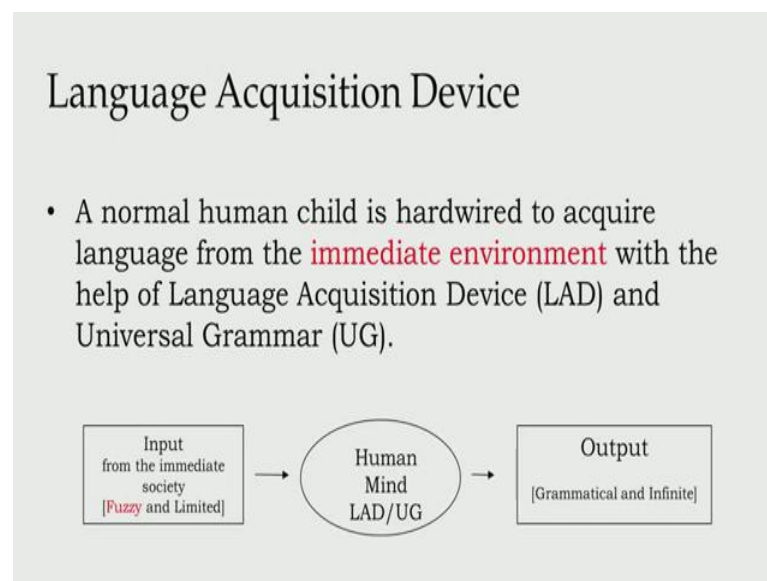 Language Acquisition Device
• A normal human child is hardwired to acquire
language from the immediate environment with the
help of Language Acquisition Device (LAD) and
Universal Grammar (UG).
Input
from the immediate
society
[Fuzzy and Limited]
Human
Mind
LAD/UG
Output
[Grammatical and Infinite]